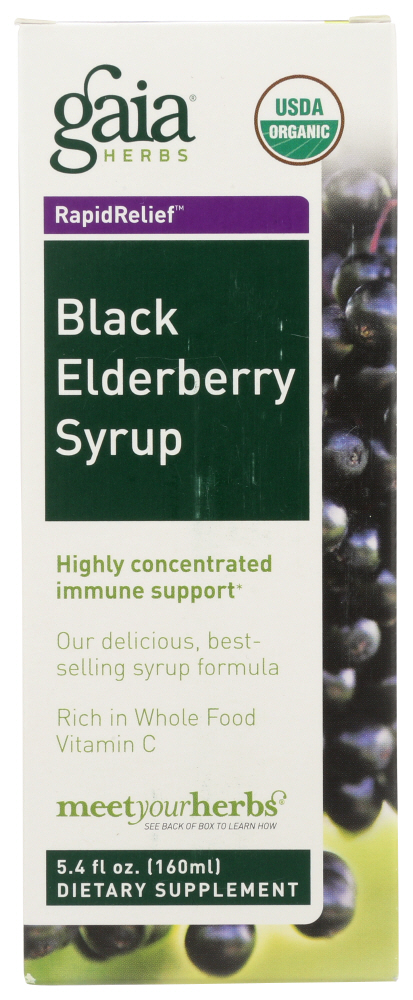 gaia®
HERBS
USDA
ORGANIC
RapidRelief™
Black
Elderberry
Syrup
Highly concentrated
immune support*
Our delicious, best-
selling syrup formula
Rich in Whole Food
Vitamin C
meetyourherbs®
SEE BACK OF BOX TO LEARN HOW
5.4 fl oz. (160ml)
DIETARY SUPPLEMENT